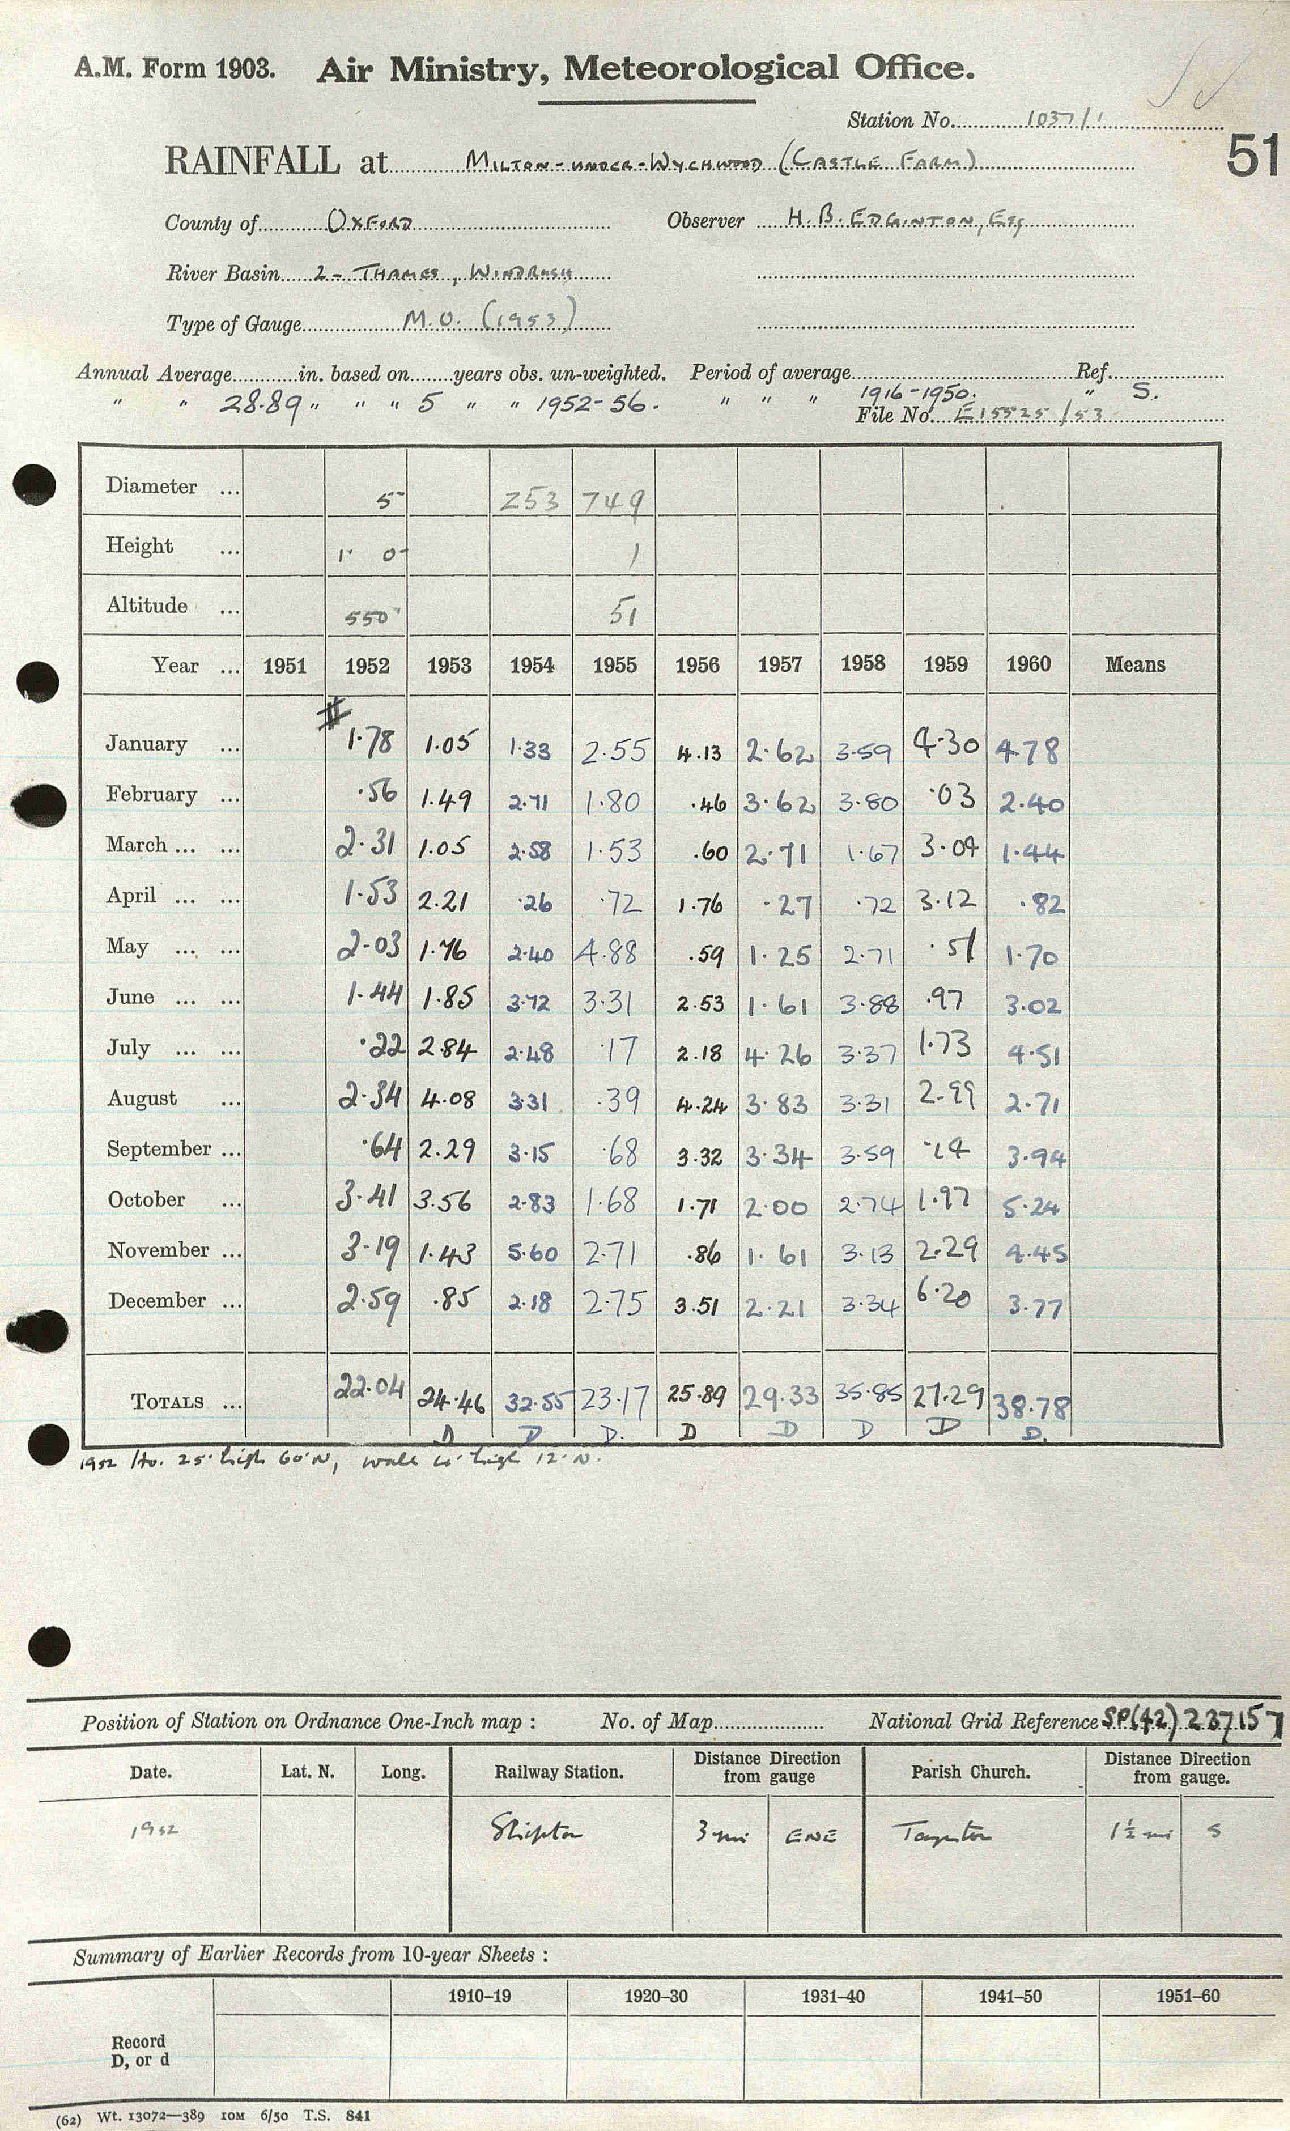 A.M. Form 1903. Air Ministry, Meteorological Office.
Station No. 1037/1
51
RAINFALL at MILTON-UNDER-WYCHWOOD (CASTLE FARM)
County of OXFORD Observer H. B. EDGINTON, Esq
River Basin 2 - THAMES, WINDRUSH
Type of Gauge M.O. (1953)
Annual Average in. based on years obs. un-weighted. Period of average Ref.
" " 28.89 " " " 5 " " 1952-56. " " " 1916-1950. " S.
File No. E15525/53
Diameter ... 5" 253 749
Height ... 1' 0" 1
Altitude ... 550' 51
Year ... 1951 1952 1953 1954 1955 1956 1957 1958 1959 1960 Means
January ... 1.78 1.05 1.33 2.55 4.13 2.62 3.59 4.30 4.78
February ... .56 1.49 2.71 1.80 .46 3.62 3.80 .03 2.40
March ... ... 2.31 1.05 2.58 1.53 .60 2.71 1.67 3.04 1.44
April ... ... 1.53 2.21 .26 .72 1.76 .27 .72 3.12 .82
May ... ... 2.03 1.76 2.40 4.88 .59 1.25 2.71 .51 1.70
June ... ... 1.44 1.85 3.72 3.31 2.53 1.61 3.88 .97 3.02
July ... ... .22 2.84 2.48 .17 2.18 4.26 3.37 1.73 4.51
August ... 2.34 4.08 3.31 .39 4.24 3.83 3.31 2.99 2.71
September ... .64 2.29 3.15 .68 3.32 3.34 3.59 .14 3.94
October ... 3.41 3.56 2.83 1.68 1.71 2.00 2.74 1.97 5.24
November ... 3.19 1.43 5.60 2.71 .86 1.61 3.13 2.29 4.45
December ... 2.59 .85 2.18 2.75 3.51 2.21 3.34 6.20 3.77
TOTALS ... 22.04 24.46 32.55 23.17 25.89 29.33 35.85 27.29 38.78
D D D. D D D D D.
1952 Ho. 25' high 60' N, wall high 12' N.
Position of Station on Ordnance One-Inch map : No. of Map National Grid Reference SP(42) 237157
Date. Lat. N. Long. Railway Station. Distance Direction from gauge Parish Church. Distance Direction from gauge.
1952 Shipton 3 mi ENE Taynton 1½ mi S
Summary of Earlier Records from 10-year Sheets :
1910–19 1920–30 1931–40 1941–50 1951–60
Record
D, or d
(62) Wt. 13072—389 10M 6/50 T.S. 841